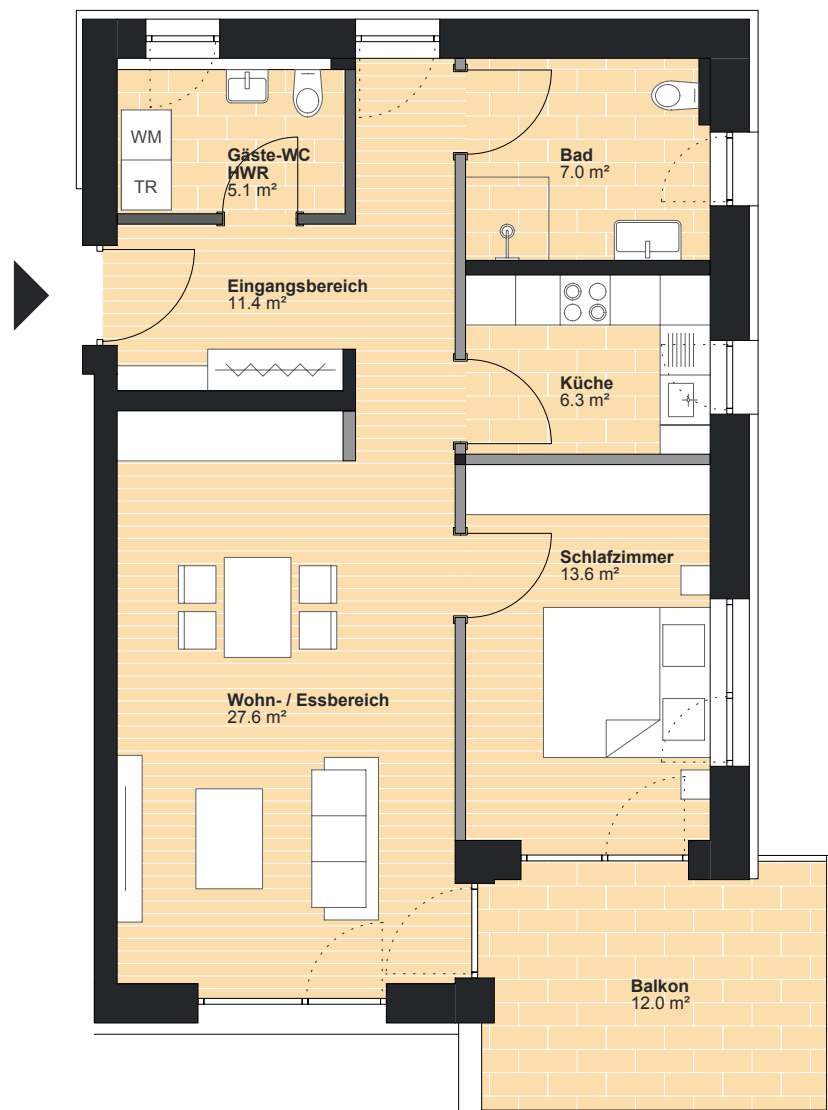 WM
TR
Gäste-WC
HWR
5.1 m²
Bad
7.0 m²
Eingangsbereich
11.4 m²
Küche
6.3 m²
Schlafzimmer
13.6 m²
Wohn- / Essbereich
27.6 m²
Balkon
12.0 m²